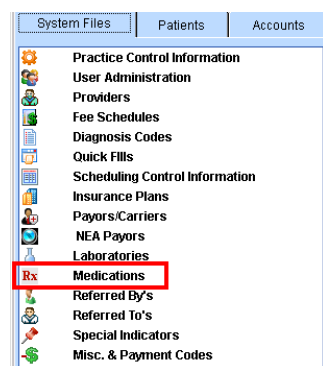 System Files Patients Accounts
Practice Control Information
User Administration
Providers
Fee Schedules
Diagnosis Codes
Quick Fills
Scheduling Control Information
Insurance Plans
Payors/Carriers
NEA Payors
Laboratories
Rx Medications
Referred By's
Referred To's
Special Indicators
Misc. & Payment Codes